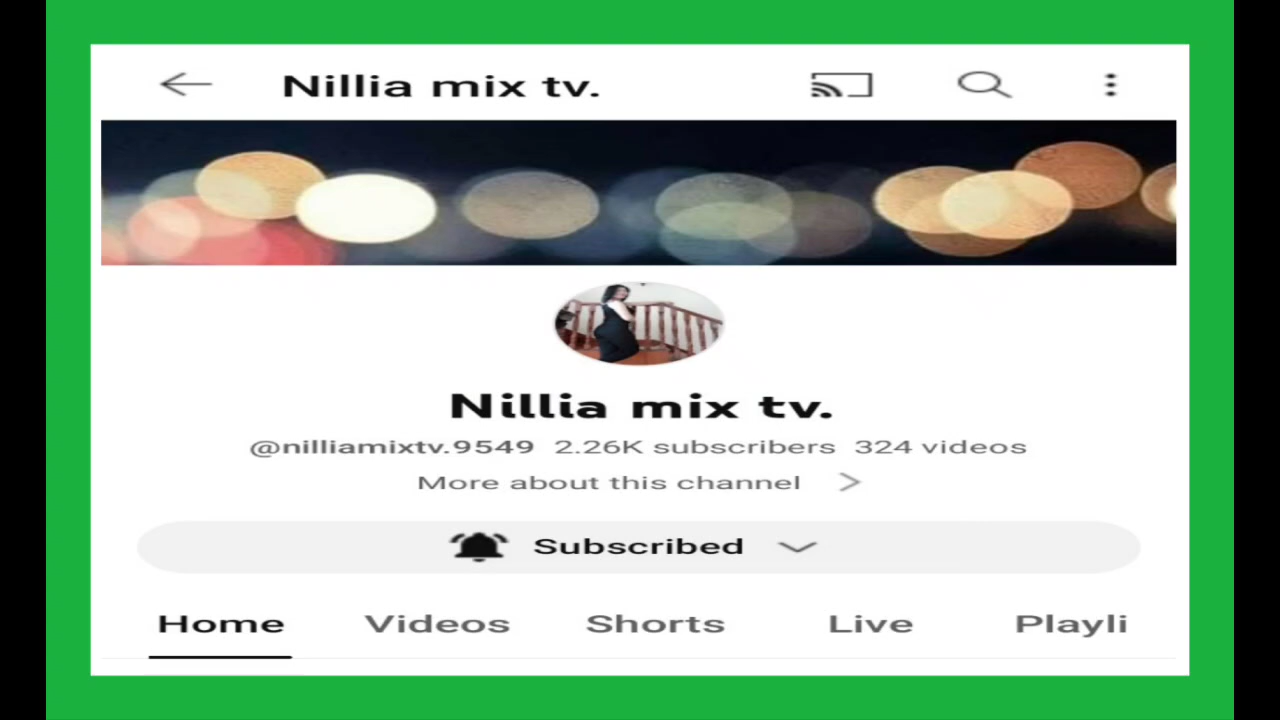 Nillia mix tv.
Nillia mix tv.
@nilliamixtv.9549 2.26K subscribers 324 videos
More about this channel
Subscribed
Home Videos Shorts Live Playli